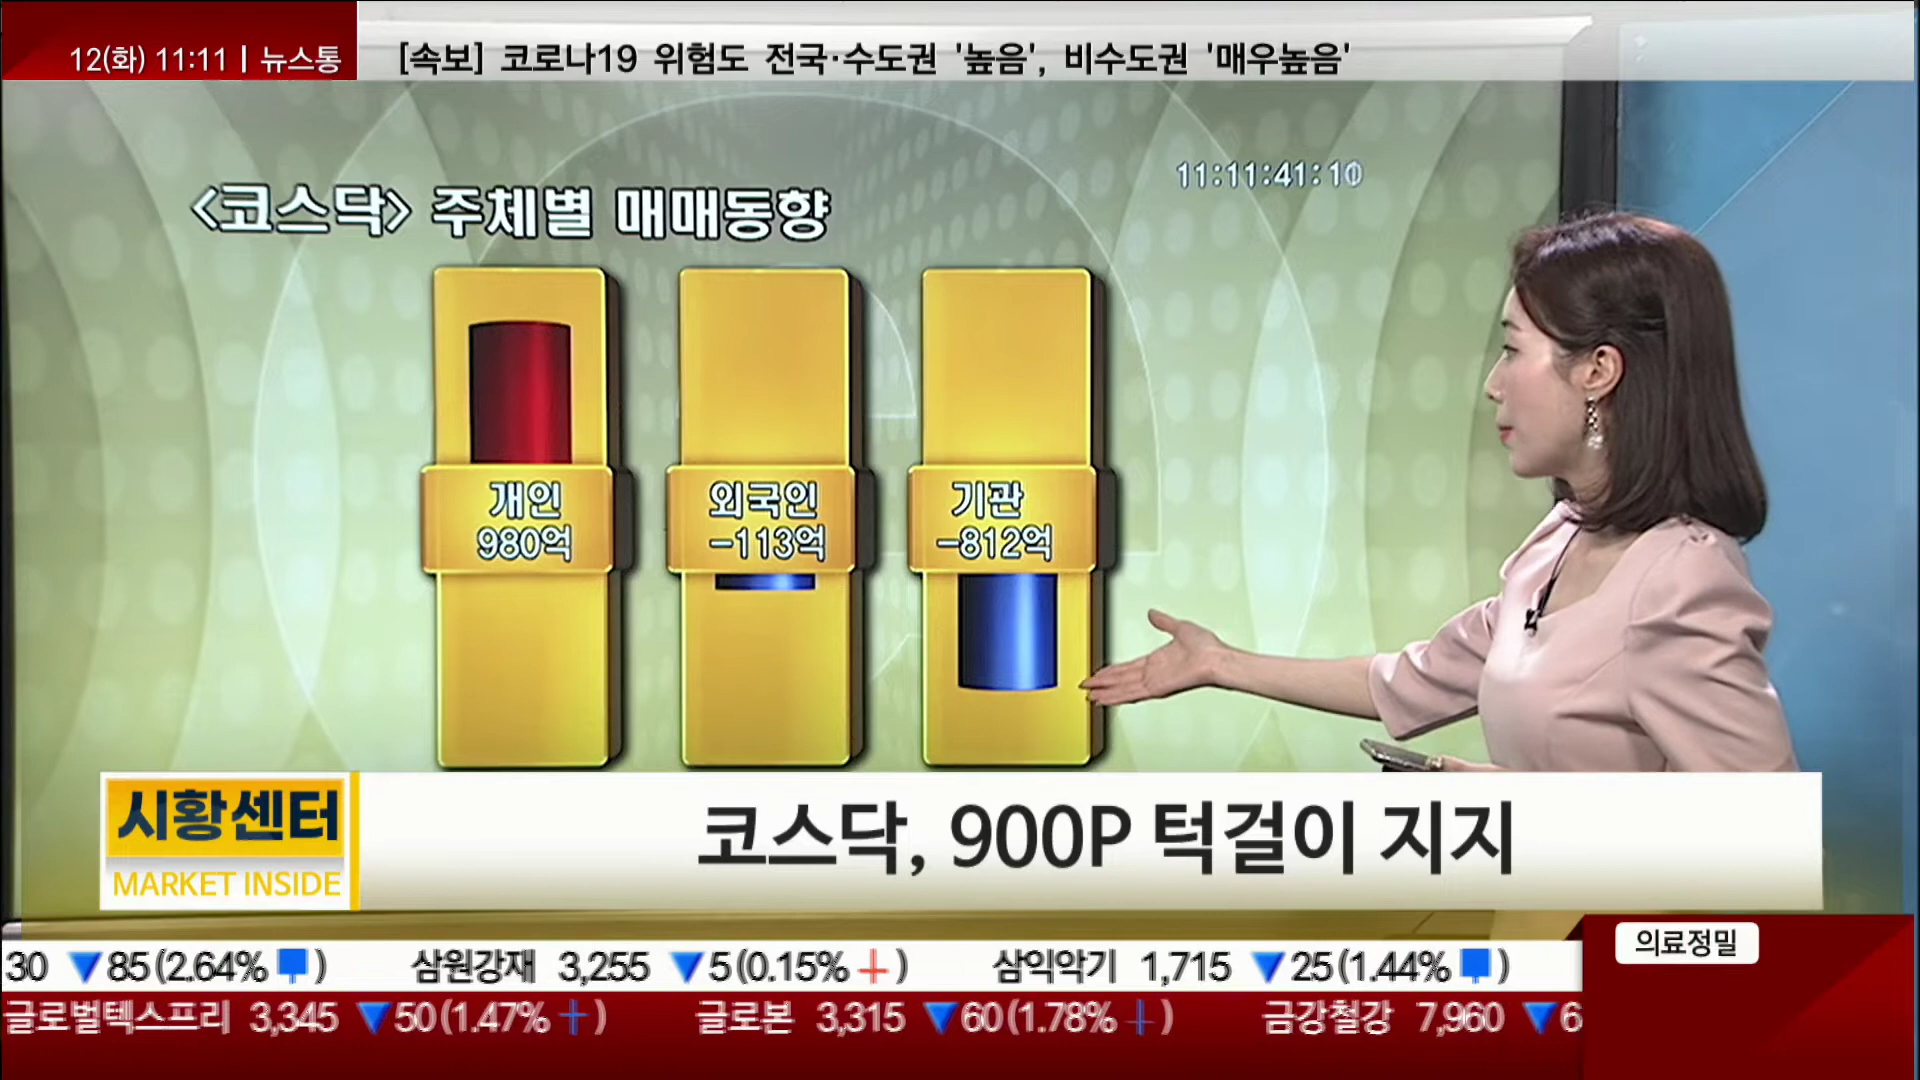 12(화) 11:11 | 뉴스통
[속보] 코로나19 위험도 전국·수도권 '높음', 비수도권 '매우높음'
11:11:41:10
<코스닥> 주체별 매매동향
개인
980억
외국인
-113억
기관
-812억
시황센터
MARKET INSIDE
코스닥, 900P 턱걸이 지지
의료정밀
30 ▼85(2.64% ) 삼원강재 3,255 ▼5(0.15% ) 삼익악기 1,715 ▼25(1.44% )
글로벌텍스프리 3,345 ▼50(1.47% ) 글로본 3,315 ▼60(1.78% ) 금강철강 7,960 ▼6